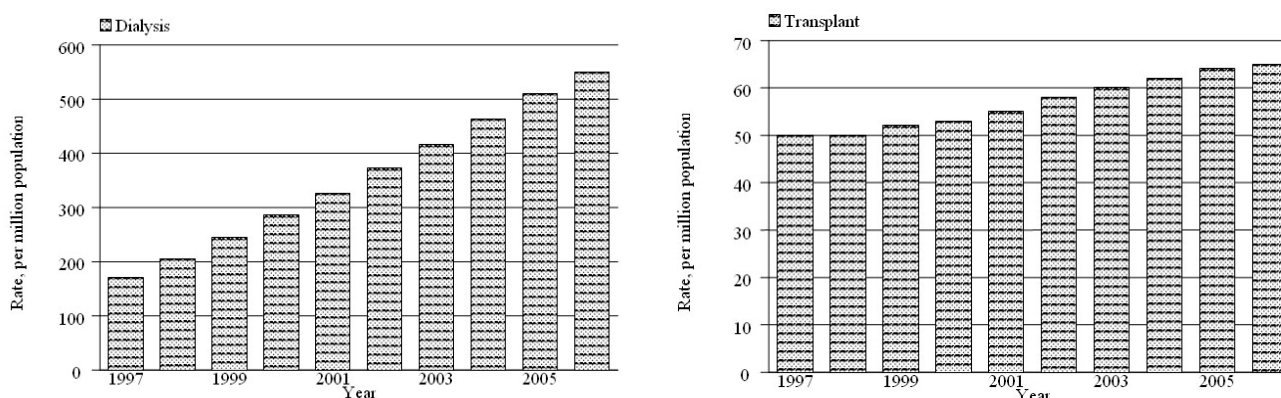 Dialysis
600
500
400
300
200
100
0
Rate, per million population
1997 1999 2001 2003 2005
Year
Transplant
70
60
50
40
30
20
10
0
Rate, per million population
1997 1999 2001 2003 2005
Year